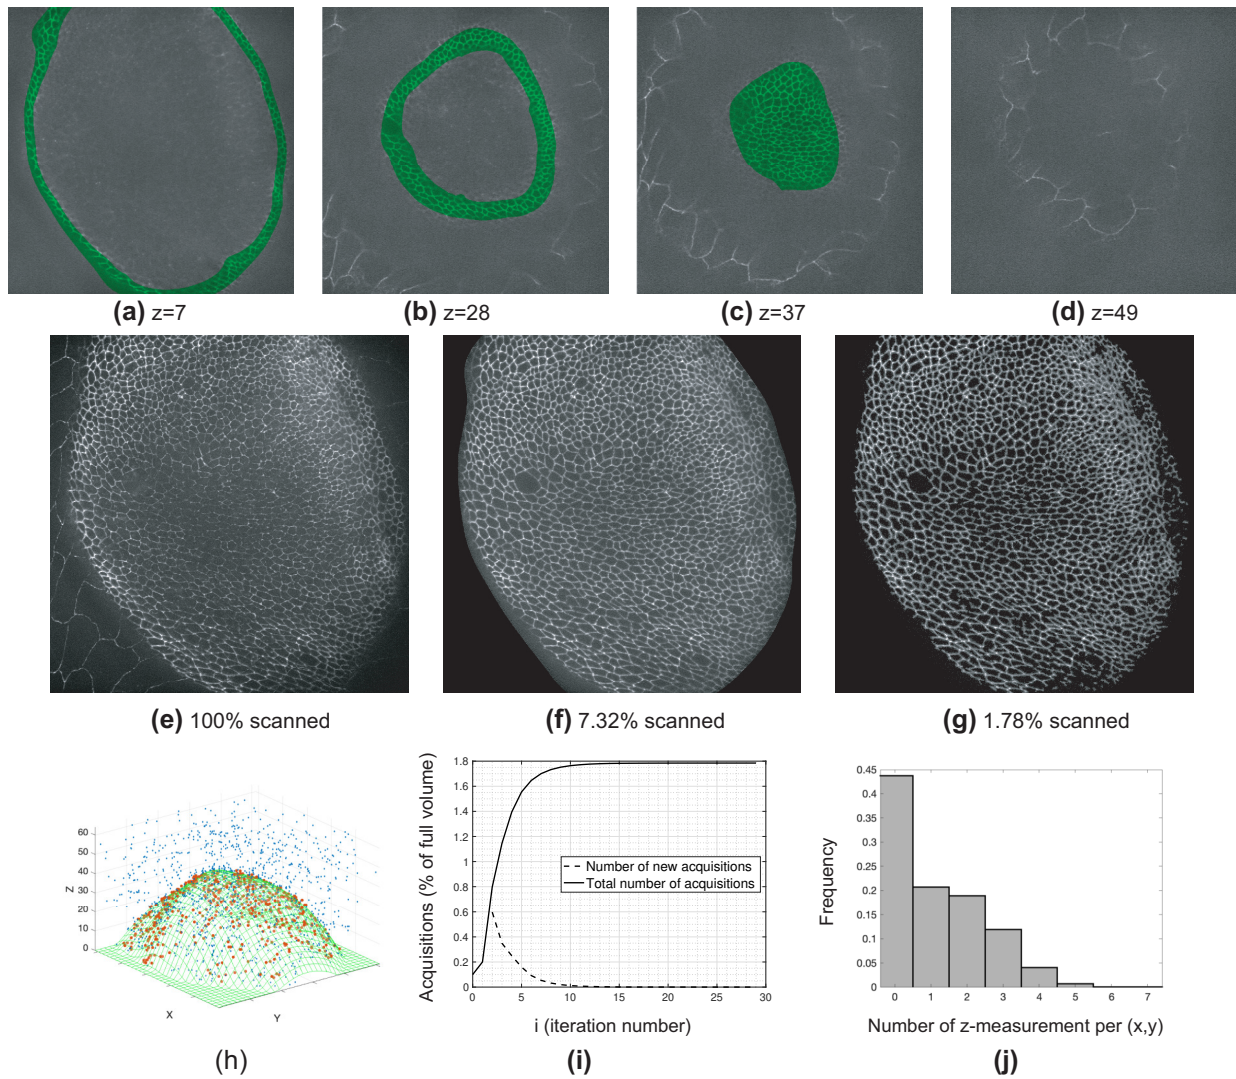 (a) z=7
(b) z=28
(c) z=37
(d) z=49
(e) 100% scanned
(f) 7.32% scanned
(g) 1.78% scanned
60
50
40
30
20
10
0
Z
X
Y
(h)
Acquisitions (% of full volume)
1.8
1.6
1.4
1.2
1
0.8
0.6
0.4
0.2
0
Number of new acquisitions
Total number of acquisitions
0 5 10 15 20 25 30
i (iteration number)
(i)
Frequency
0.45
0.4
0.35
0.3
0.25
0.2
0.15
0.1
0.05
0
0 1 2 3 4 5 6 7
Number of z-measurement per (x,y)
(j)